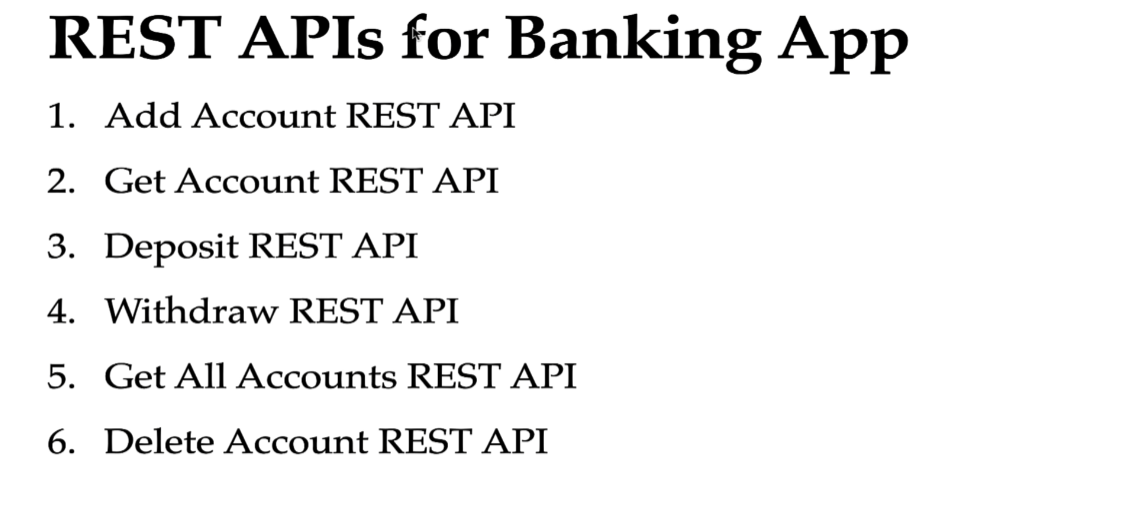 REST APIs for Banking App
1. Add Account REST API
2. Get Account REST API
3. Deposit REST API
4. Withdraw REST API
5. Get All Accounts REST API
6. Delete Account REST API